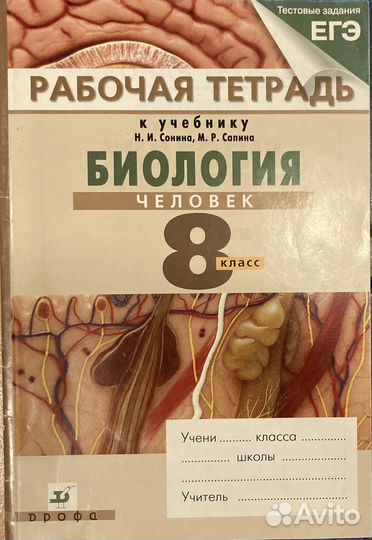 Тестовые задания
ЕГЭ
РАБОЧАЯ ТЕТРАДЬ
к учебнику
Н. И. Сонина, М. Р. Сапина
БИОЛОГИЯ
ЧЕЛОВЕК
8
класс
Учени.......... класса ..............
.............. школы ....................
..................................................
Учитель ...................................
дрофа
Avito